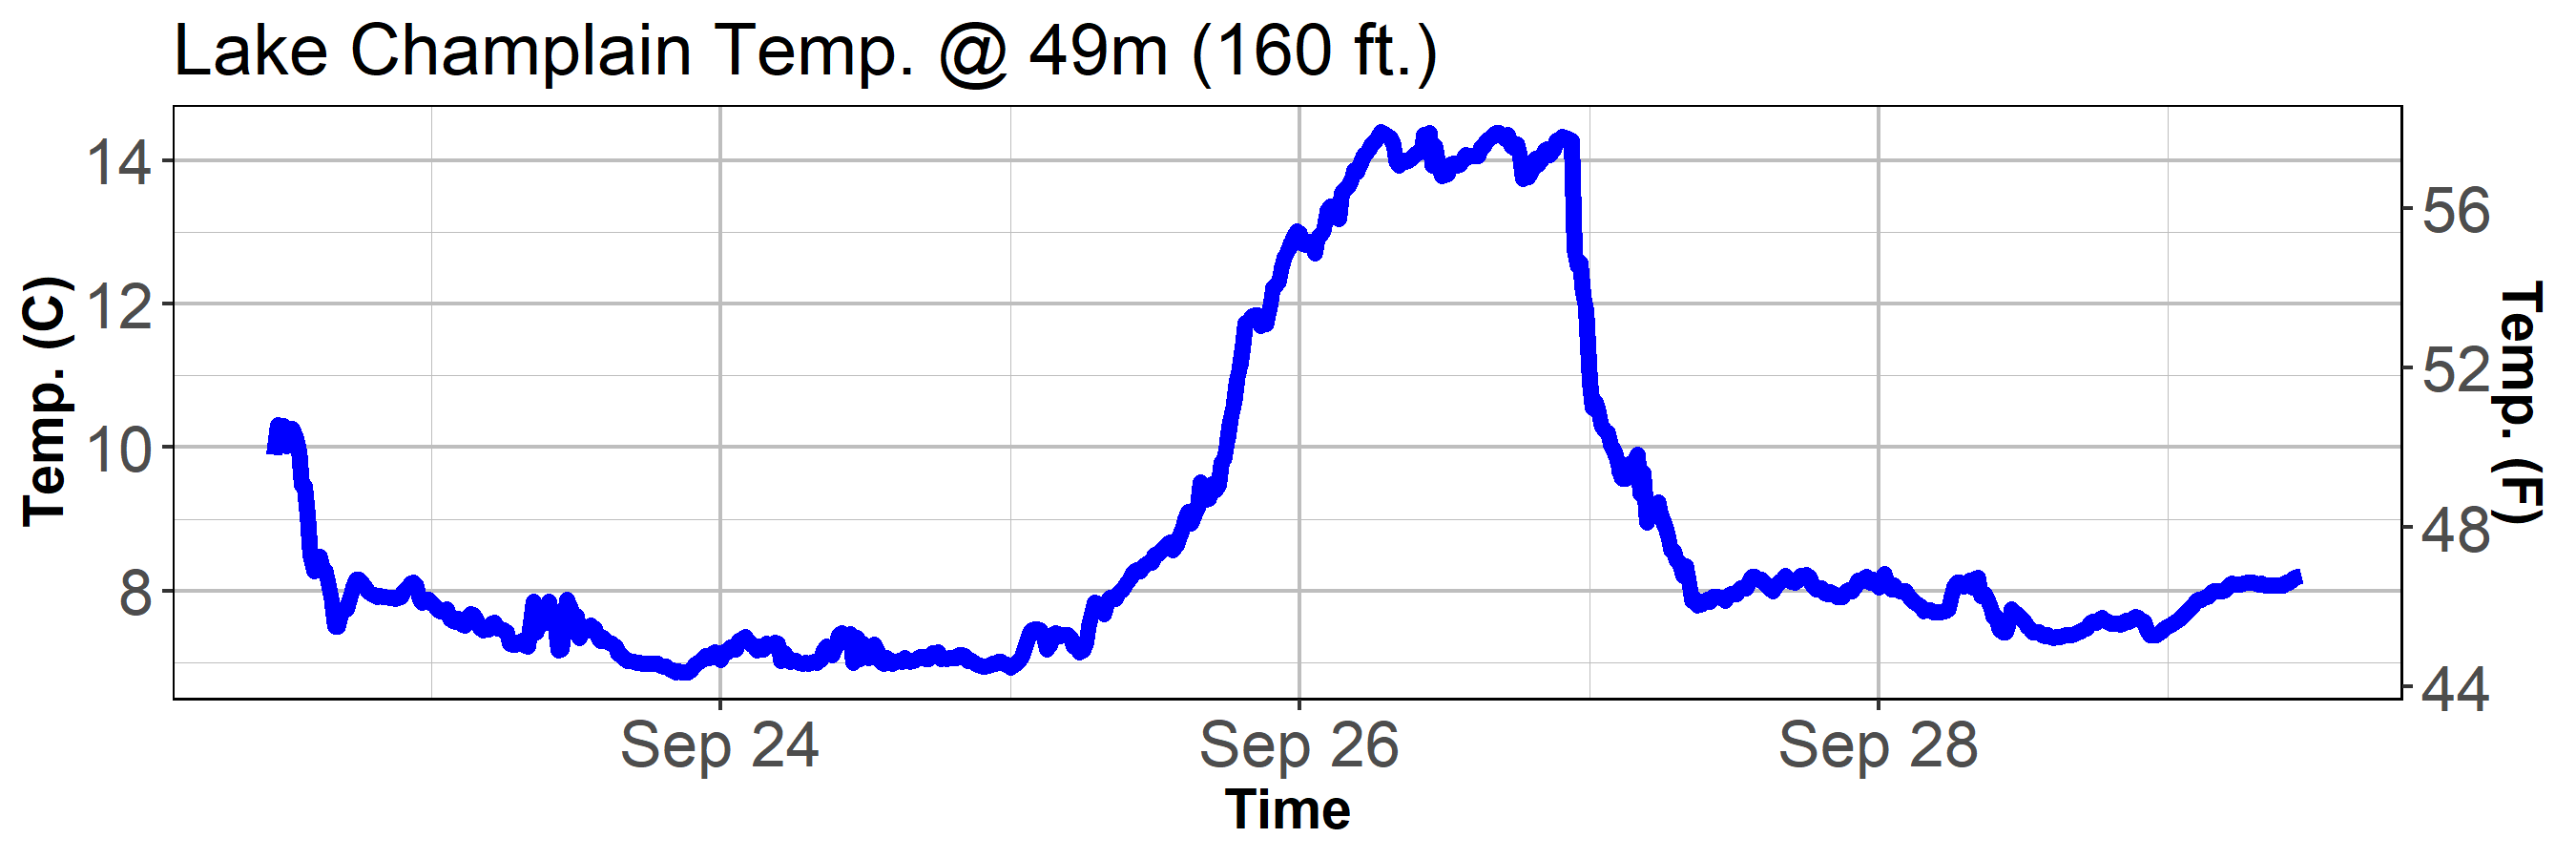 Lake Champlain Temp. @ 49m (160 ft.)
14
12
10
8
Temp. (C)
56
52
48
44
Temp. (F)
Sep 24 Sep 26 Sep 28
Time